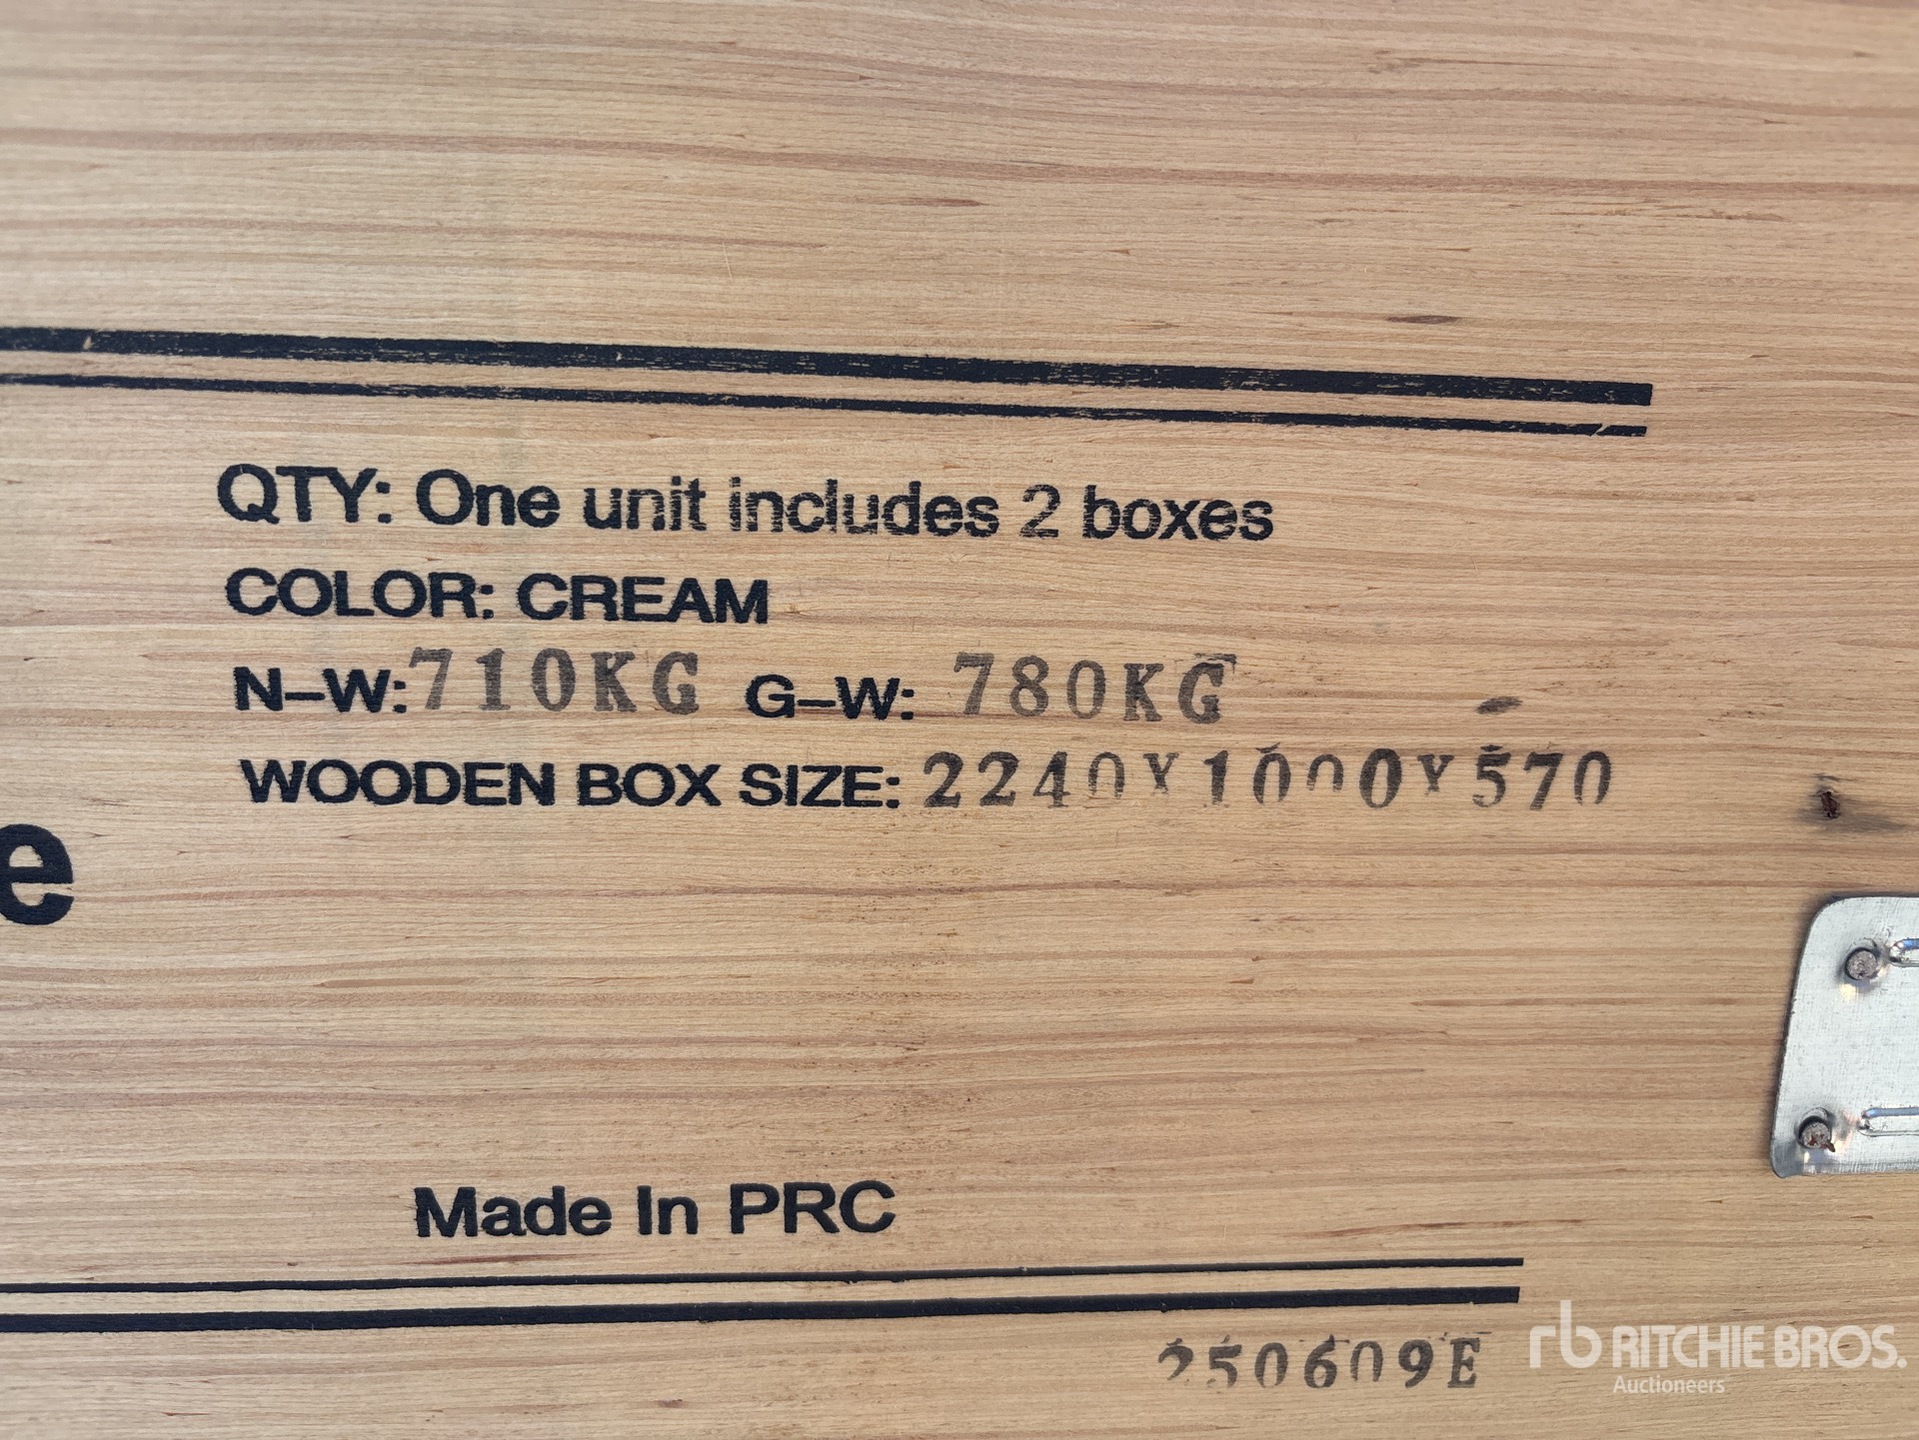 QTY: One unit includes 2 boxes
COLOR: CREAM
N-W: 710KG G-W: 780KG
WOODEN BOX SIZE: 2240X1000X570
e
Made In PRC
250609E
rb RITCHIE BROS.
Auctioneers